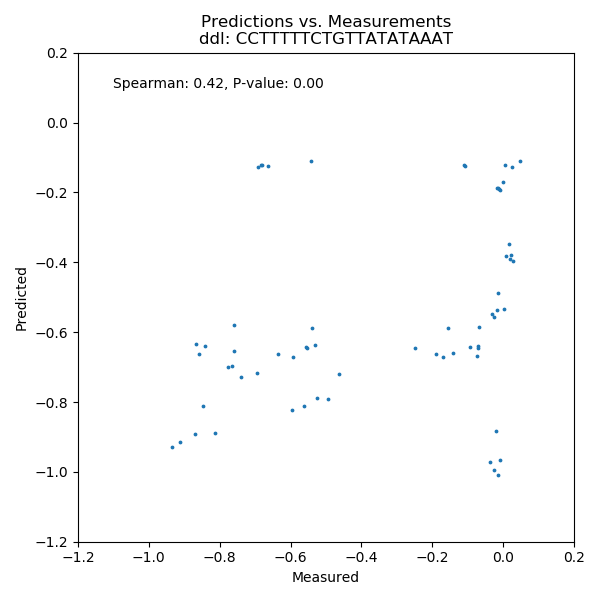 Predictions vs. Measurements
ddl: CCTTTTTCTGTTATATAAAT
Spearman: 0.42, P-value: 0.00
0.2
0.0
−0.2
−0.4
−0.6
−0.8
−1.0
−1.2
Predicted
−1.2 −1.0 −0.8 −0.6 −0.4 −0.2 0.0 0.2
Measured